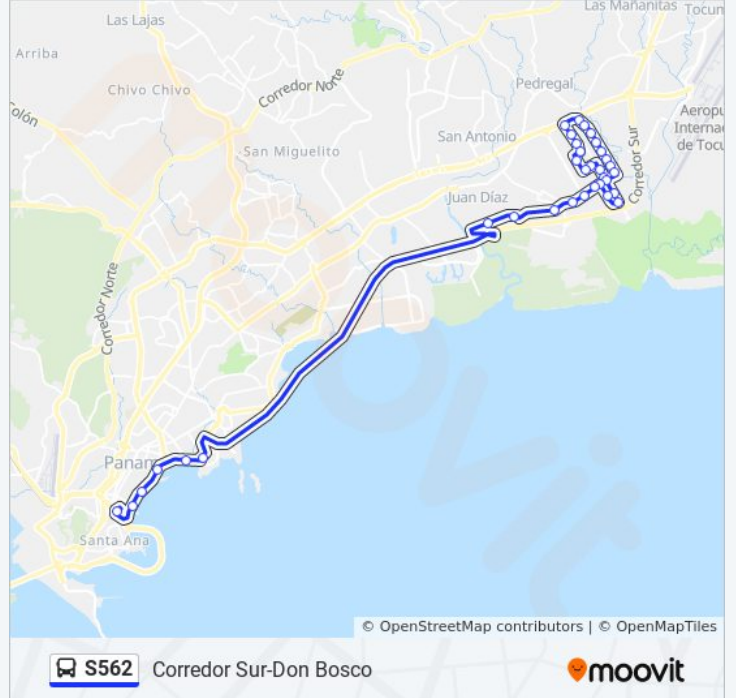 Las Mañanitas
Tocum
Las Lajas
Arriba
Corredor Norte
Pedregal
Chivo Chivo
Colón
Aeropu
Internac
de Tocu
San Antonio
San Miguelito
Corredor Sur
Juan Díaz
Corredor Norte
Panam
Santa Ana
moovit
© OpenStreetMap contributors | © OpenMapTiles
S562 Corredor Sur-Don Bosco
moovit